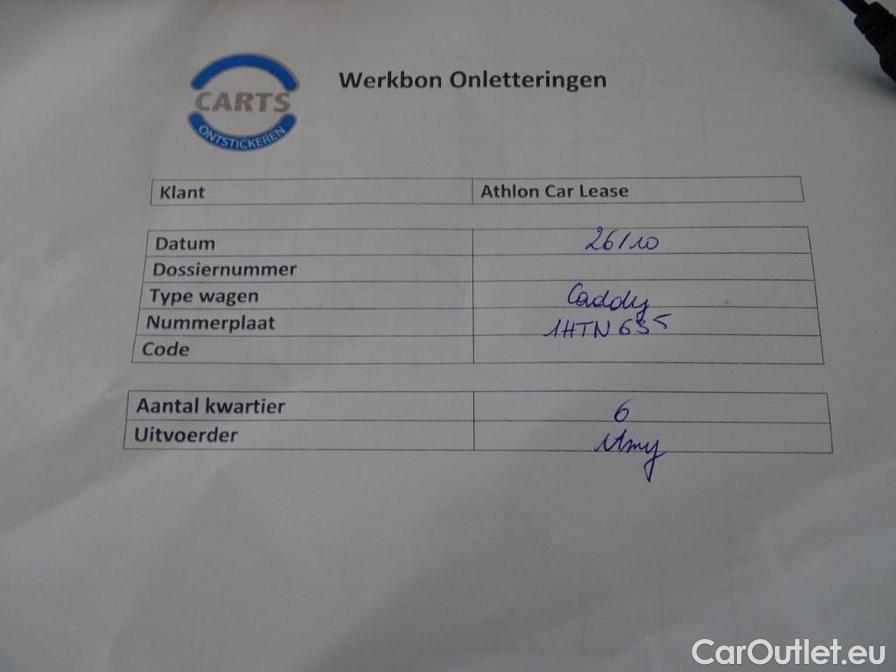 CARTS
ONTSTICKEREN
Werkbon Onletteringen
Klant Athlon Car Lease
Datum 26/10
Dossiernummer
Type wagen Caddy
Nummerplaat 1HTN635
Code
Aantal kwartier 6
Uitvoerder Amy
CarOutlet.eu